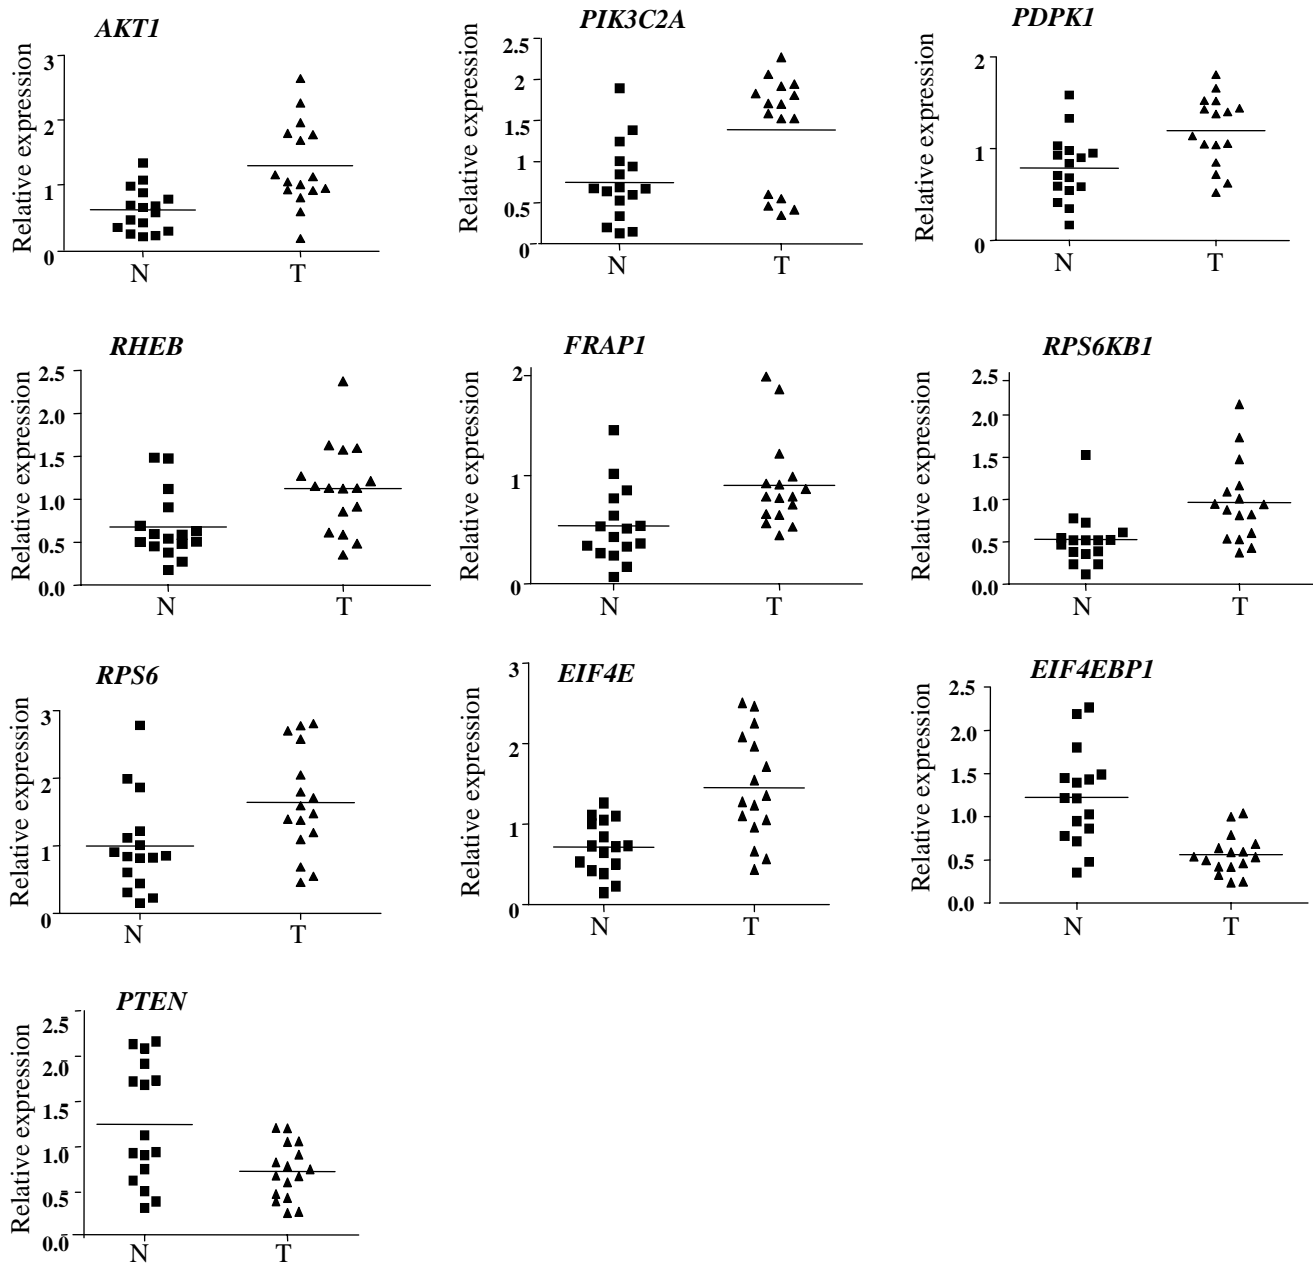 AKT1
Relative expression
3
2
1
0
N T
PIK3C2A
Relative expression
2.5
2
1.5
1
0.5
0
N T
PDPK1
Relative expression
2
1
0
N T
RHEB
Relative expression
2.5
2.0
1.5
1.0
0.5
0.0
N T
FRAP1
Relative expression
2
1
0
N T
RPS6KB1
Relative expression
2.5
2.0
1.5
1.0
0.5
0.0
N T
RPS6
Relative expression
3
2
1
0
N T
EIF4E
Relative expression
3
2
1
0
N T
EIF4EBP1
Relative expression
2.5
2.0
1.5
1.0
0.5
0.0
N T
PTEN
Relative expression
2.5
2.0
1.5
1.0
0.5
0.0
N T